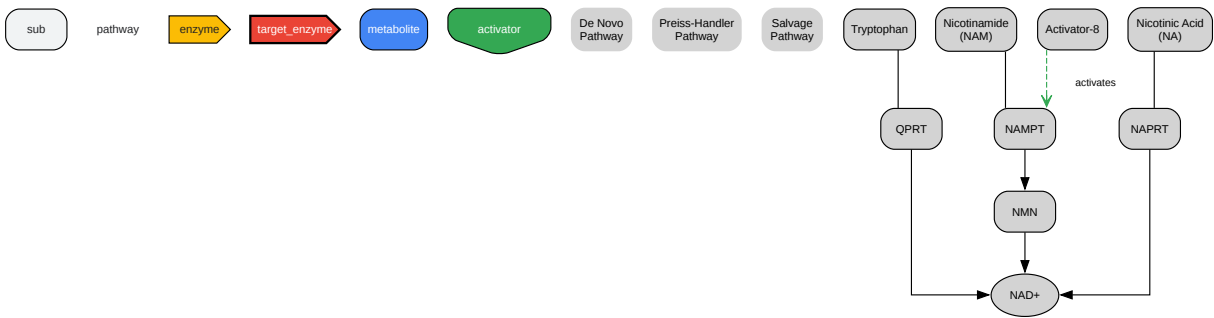 sub
pathway
enzyme
target_enzyme
metabolite
activator
De Novo
Pathway
Preiss-Handler
Pathway
Salvage
Pathway
Tryptophan
Nicotinamide
(NAM)
Activator-8
Nicotinic Acid
(NA)
activates
QPRT
NAMPT
NAPRT
NMN
NAD+